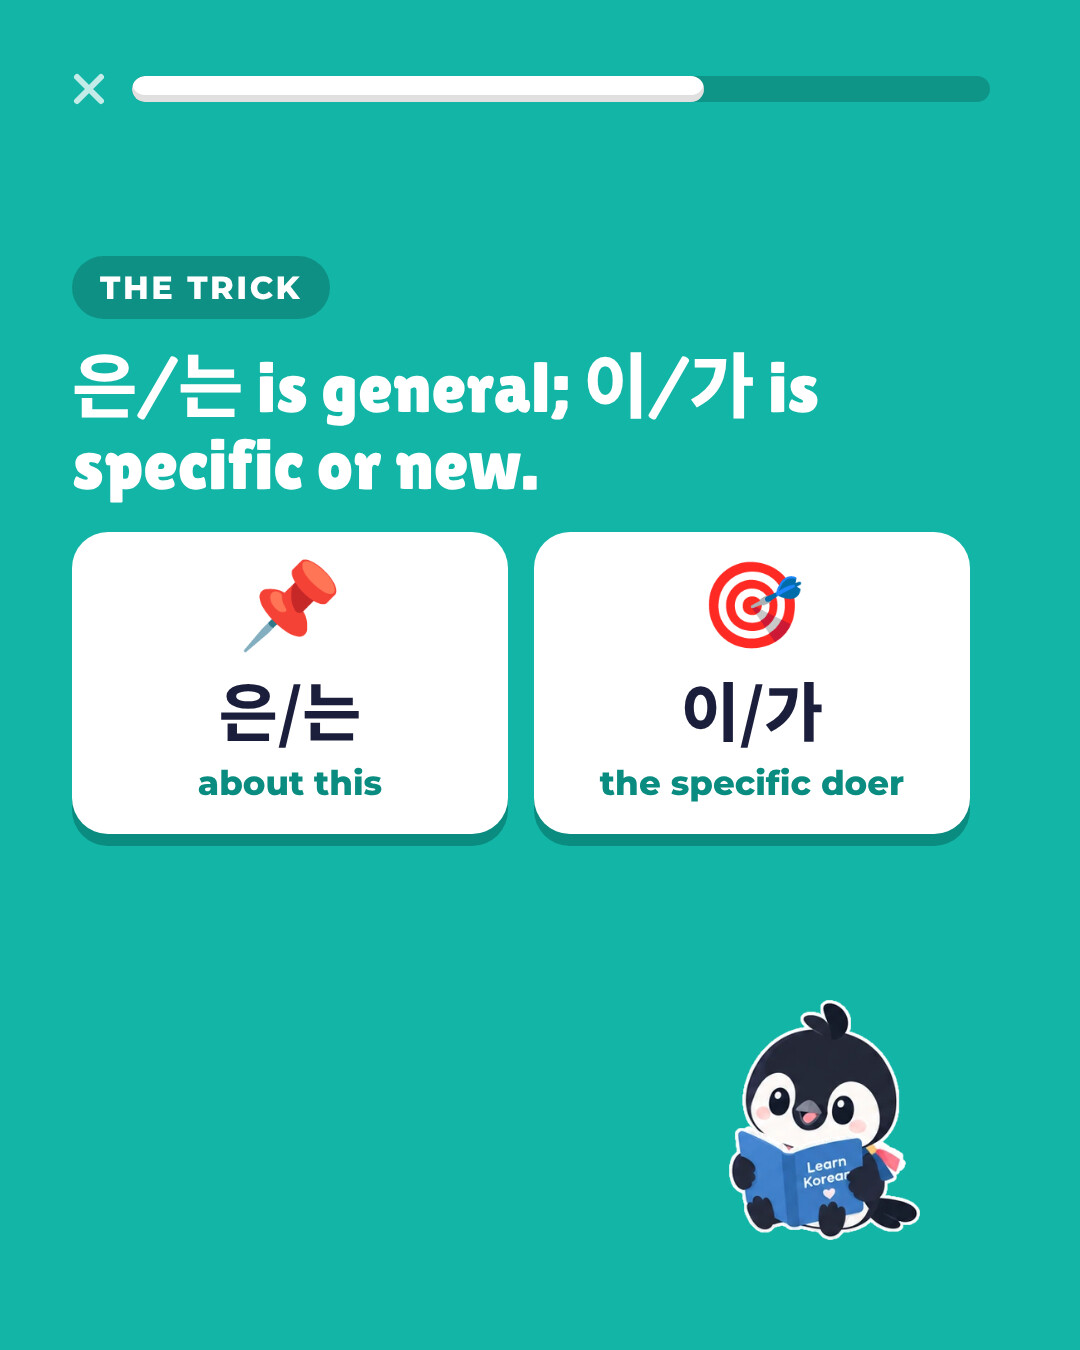 THE TRICK
은/는 is general; 이/가 is
specific or new.
은/는
about this
이/가
the specific doer
Learn
Korean